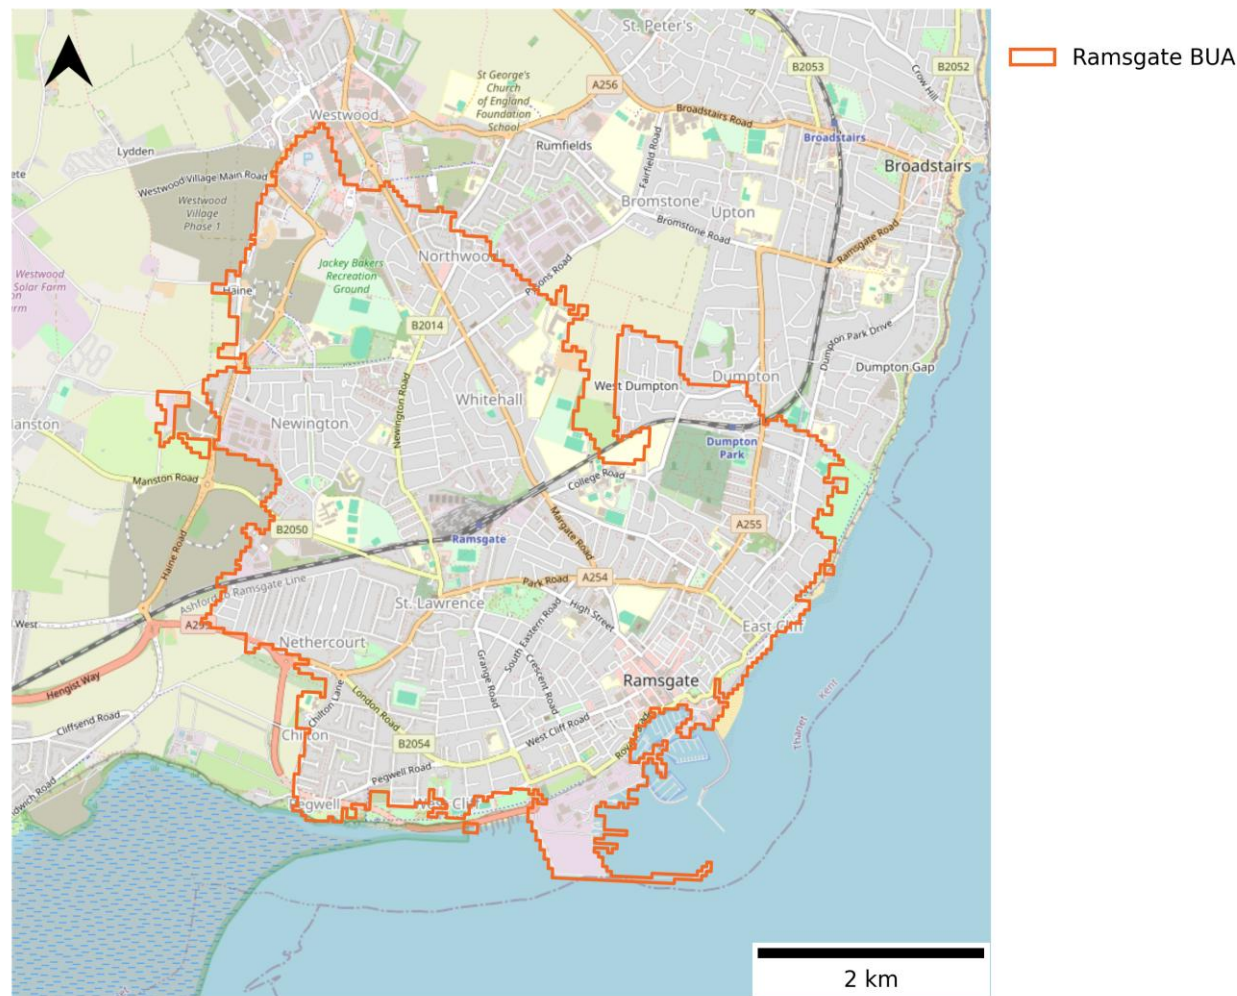 Ramsgate BUA
St. Peter's
B2053
B2052
Crow Hill
St George's
Church
of England
Foundation
School
A256
Broadstairs Road
Broadstairs
Westwood
Lydden
Rumfields
Fairfield Road
Broadstairs
Westwood Village Main Road
Westwood
Village
Phase 1
Bromstone
Upton
Bromstone Road
Ramsgate Road
Northwood
Jackey Bakers
Recreation
Ground
Westwood
Solar Farm
Haine
Pysons Road
B2014
Dumpton Park Drive
Dumpton Gap
Dumpton
West Dumpton
Whitehall
Newington Road
Newington
Manston
Dumpton
Park
College Road
Manston Road
B2050
Ramsgate
Margate Road
A255
Haine Road
Ashford to Ramsgate Line
Park Road
A254
St. Lawrence
High Street
South Eastern Road
East Cliff
West
Nethercourt
Grange Road
Crescent Road
Ramsgate
Kent
Thanet
Hengist Way
Chilton Lane
London Road
Cliffsend Road
Chilton
West Cliff Road
B2054
Pegwell Road
Pegwell
West Cliff
2 km